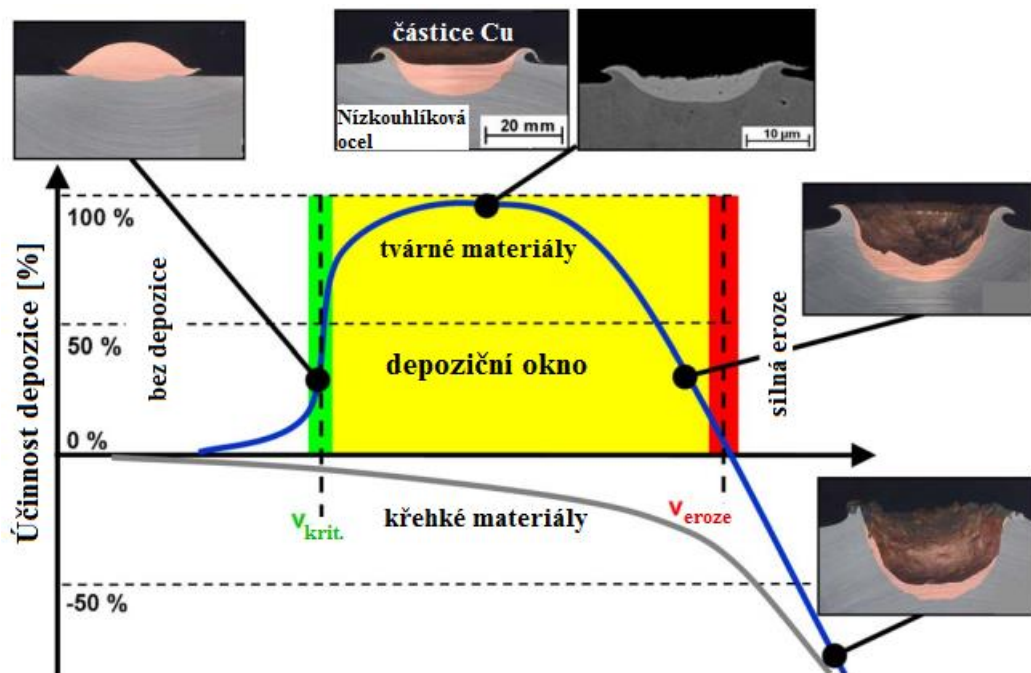 částice Cu
Nízkouhlíková
ocel
20 mm
10 µm
Účinnost depozice [%]
100 %
50 %
0 %
-50 %
bez depozice
tvárné materiály
depoziční okno
silná eroze
křehké materiály
vkrit.
veroze